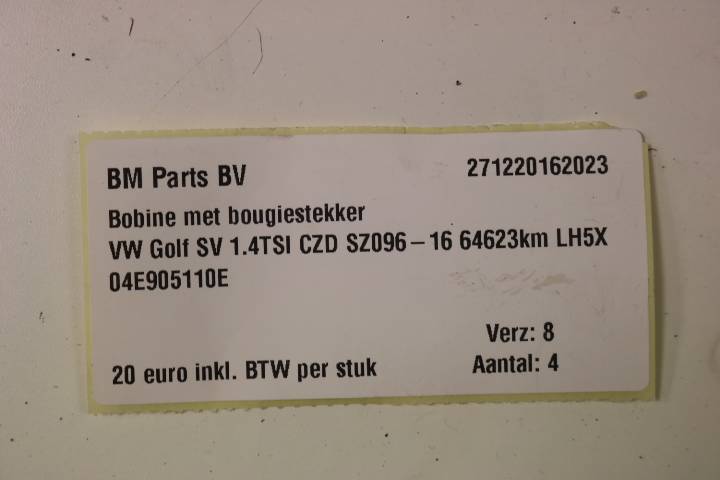 BM Parts BV 271220162023
Bobine met bougiestekker
VW Golf SV 1.4TSI CZD SZ096-16 64623km LH5X
04E905110E
Verz: 8
20 euro inkl. BTW per stuk Aantal: 4